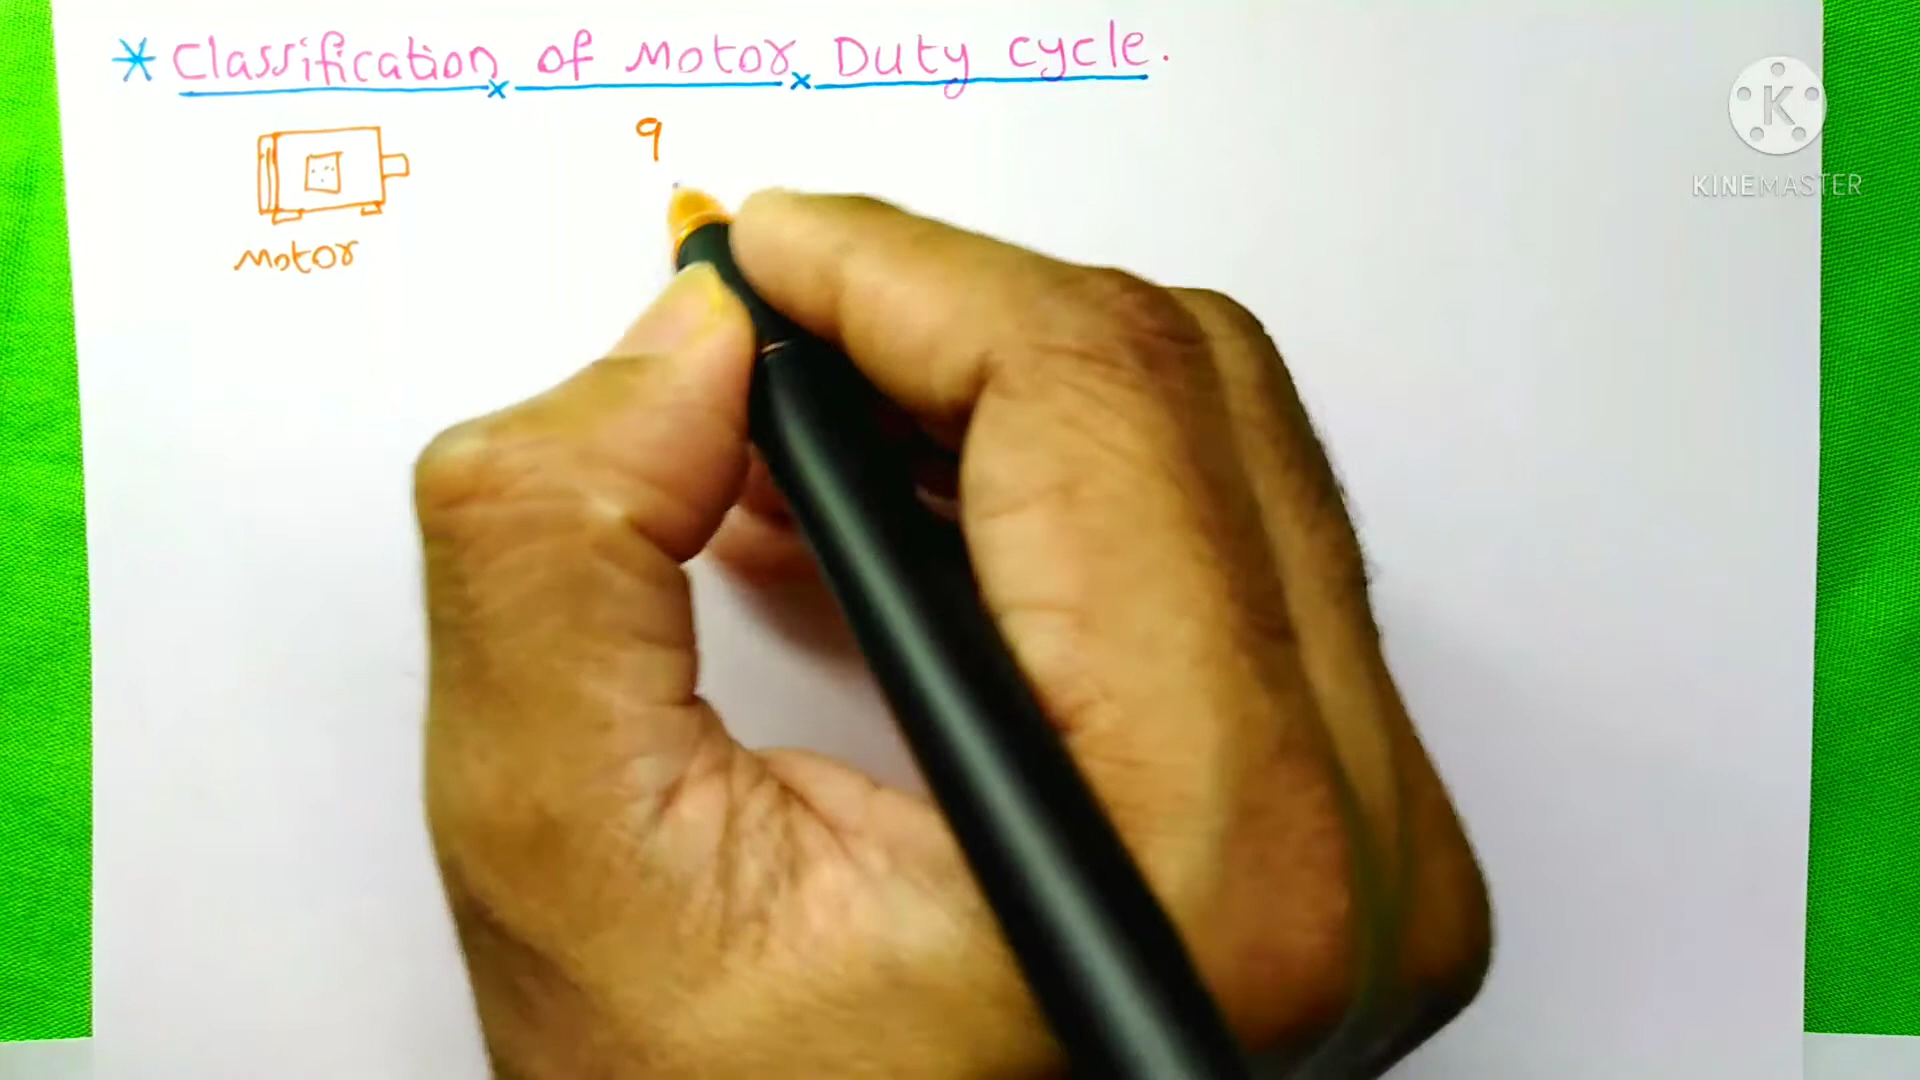 * Classification of Motor Duty cycle.
9
Motor
K
KINEMASTER